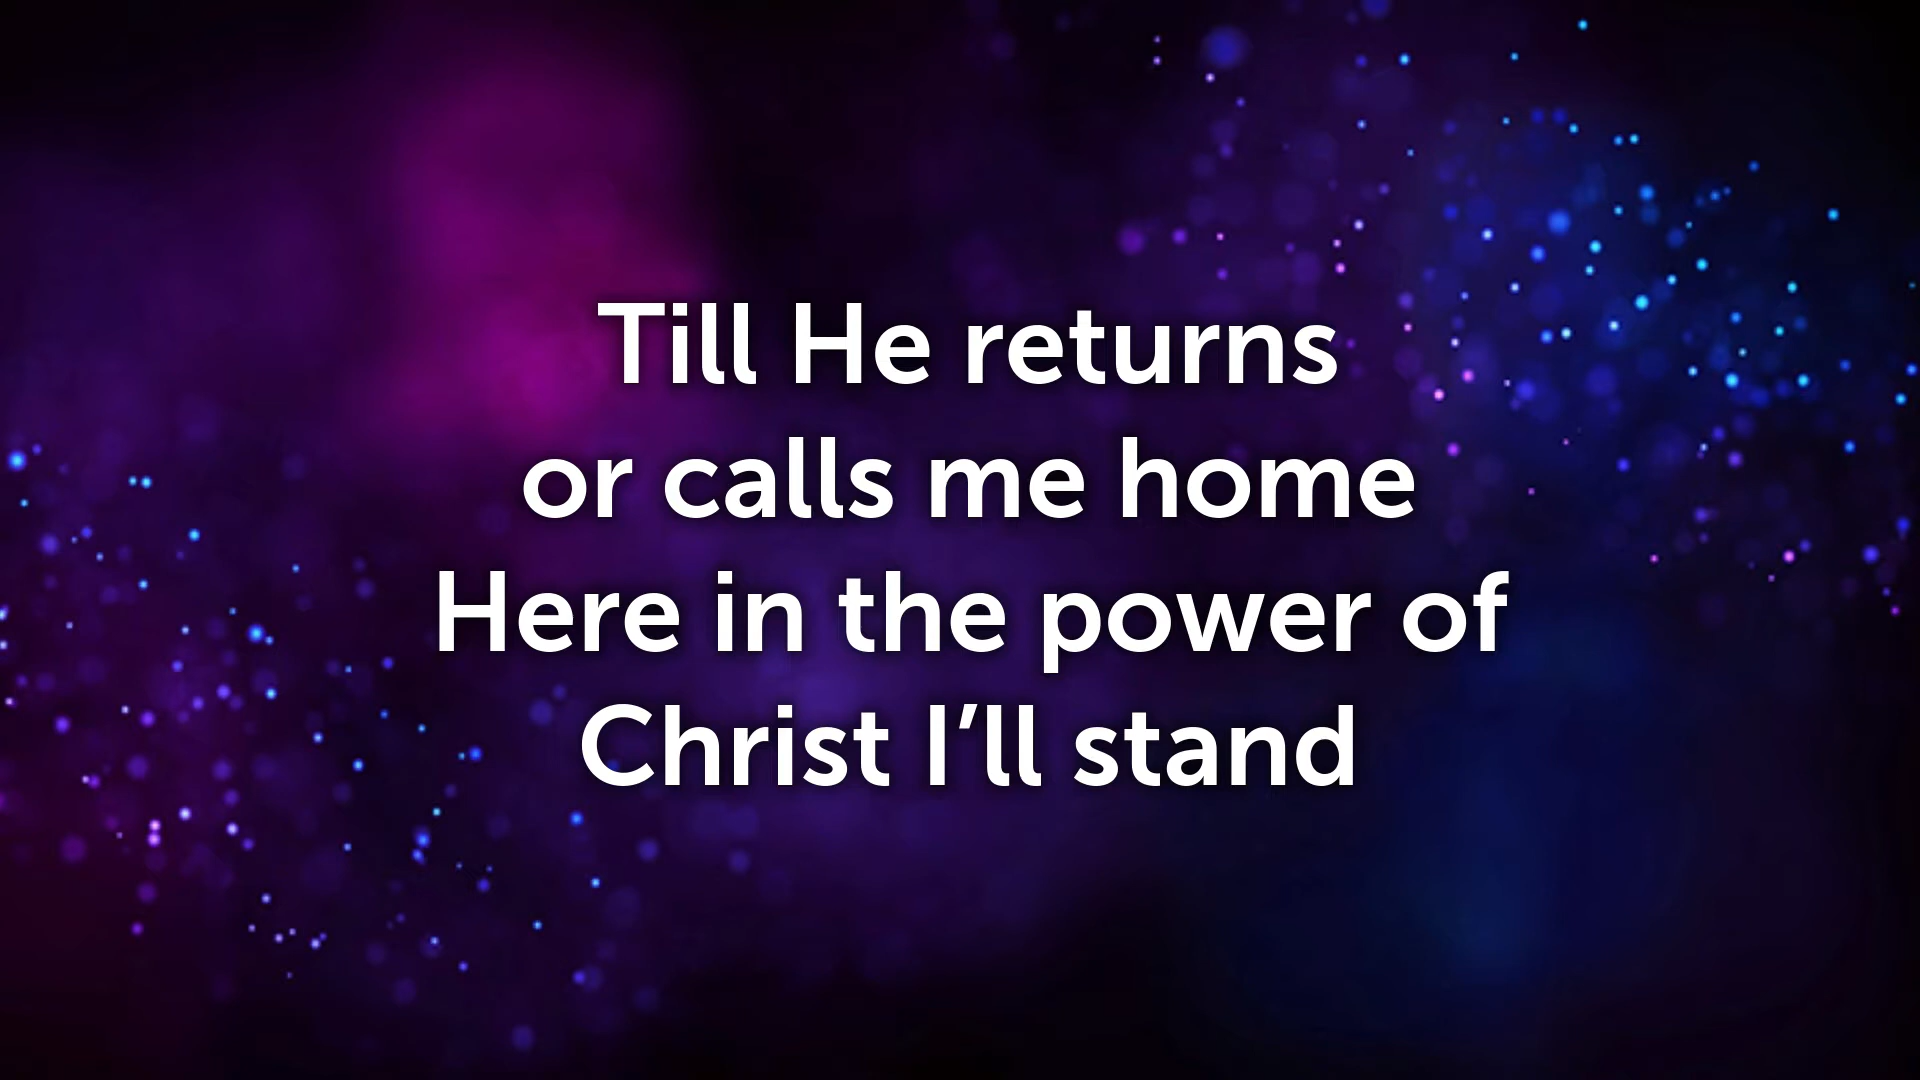 Till He returns
or calls me home
Here in the power of
Christ I’ll stand